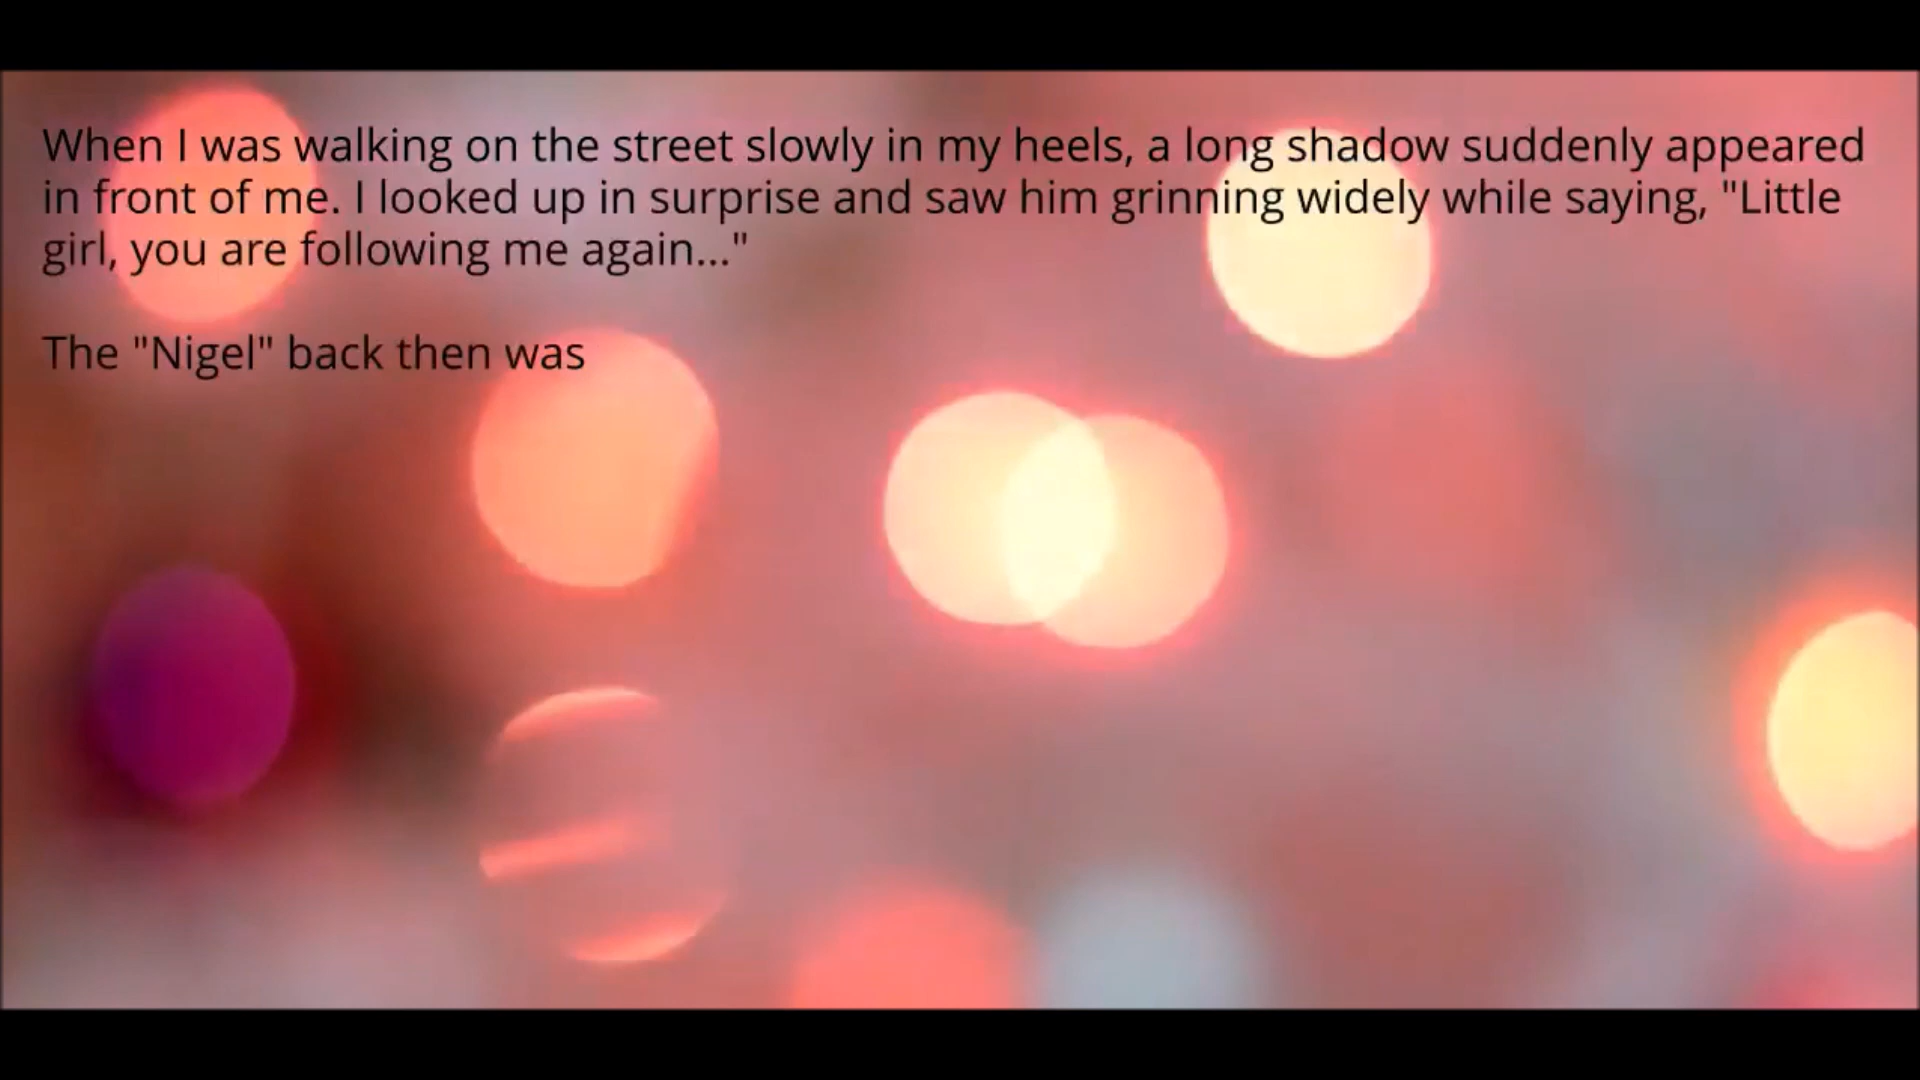 When I was walking on the street slowly in my heels, a long shadow suddenly appeared
in front of me. I looked up in surprise and saw him grinning widely while saying, "Little
girl, you are following me again..."
The "Nigel" back then was